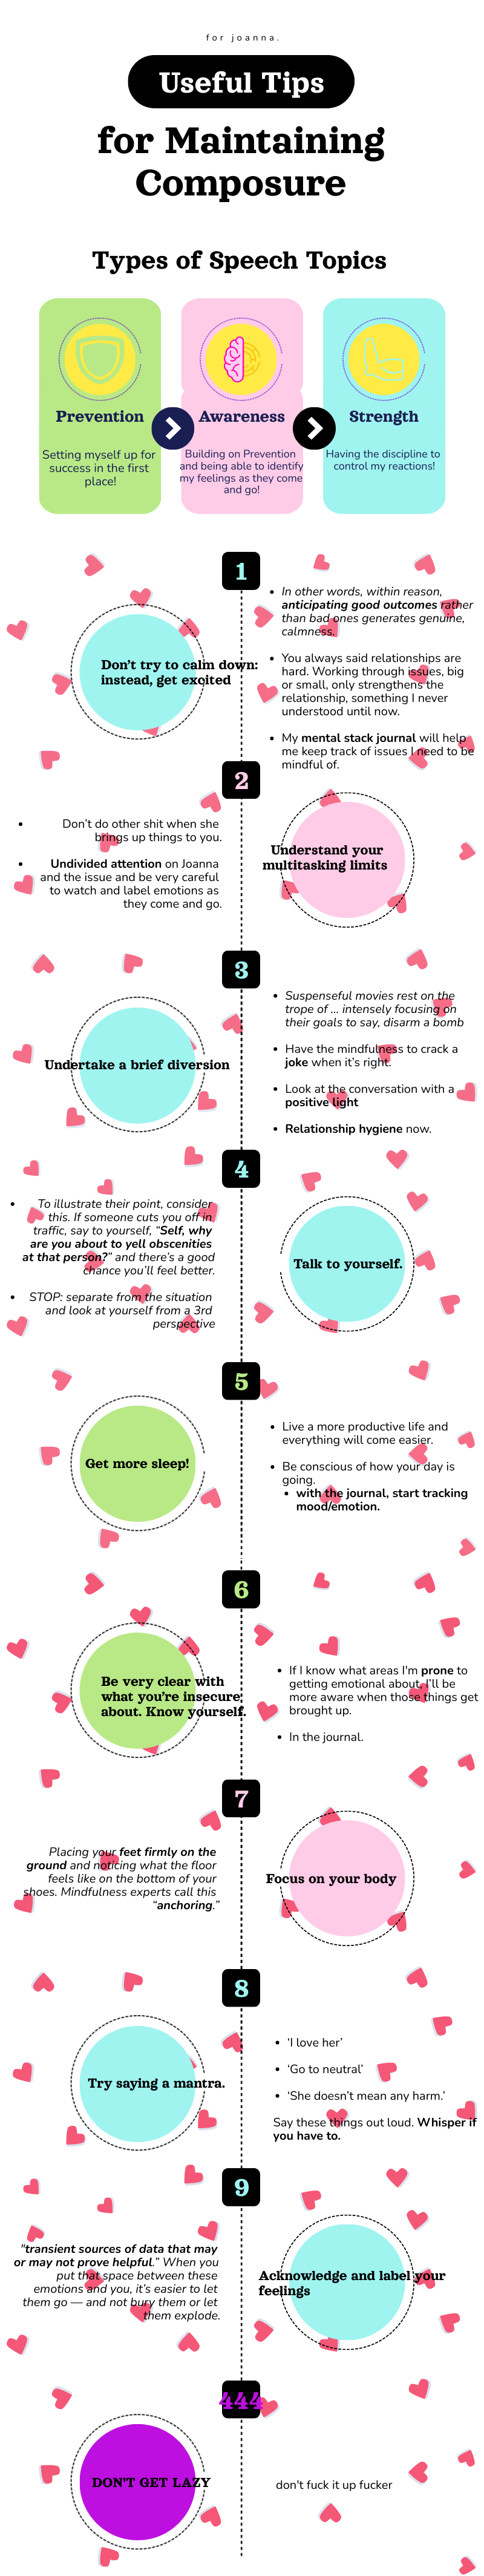 for joanna.
Useful Tips
for Maintaining
Composure
Types of Speech Topics
Prevention
Setting myself up for
success in the first
place!
Awareness
Building on Prevention
and being able to identify
my feelings as they come
and go!
Strength
Having the discipline to
control my reactions!
1
Don't try to calm down:
instead, get excited
• In other words, within reason,
anticipating good outcomes rather
than bad ones generates genuine,
calmness.
• You always said relationships are
hard. Working through issues, big
or small, only strengthens the
relationship, something I never
understood until now.
• My mental stack journal will help
me keep track of issues I need to be
mindful of.
2
• Don't do other shit when she
brings up things to you.
• Undivided attention on Joanna
and the issue and be very careful
to watch and label emotions as
they come and go.
Understand your
multitasking limits
3
Undertake a brief diversion
• Suspenseful movies rest on the
trope of ... intensely focusing on
their goals to say, disarm a bomb
• Have the mindfulness to crack a
joke when it's right.
• Look at the conversation with a
positive light
• Relationship hygiene now.
4
• To illustrate their point, consider
this. If someone cuts you off in
traffic, say to yourself, “Self, why
are you about to yell obscenities
at that person?” and there's a good
chance you'll feel better.
• STOP: separate from the situation
and look at yourself from a 3rd
perspective
Talk to yourself.
5
Get more sleep!
• Live a more productive life and
everything will come easier.
• Be conscious of how your day is
going.
• with the journal, start tracking
mood/emotion.
6
Be very clear with
what you're insecure
about. Know yourself.
• If I know what areas I'm prone to
getting emotional about, I'll be
more aware when those things get
brought up.
• In the journal.
7
Placing your feet firmly on the
ground and noticing what the floor
feels like on the bottom of your
shoes. Mindfulness experts call this
“anchoring.”
Focus on your body
8
Try saying a mantra.
• ‘I love her’
• ‘Go to neutral’
• ‘She doesn't mean any harm.’
Say these things out loud. Whisper if
you have to.
9
“transient sources of data that may
or may not prove helpful.” When you
put that space between these
emotions and you, it's easier to let
them go — and not bury them or let
them explode.
Acknowledge and label your
feelings
444
DON'T GET LAZY
don't fuck it up fucker